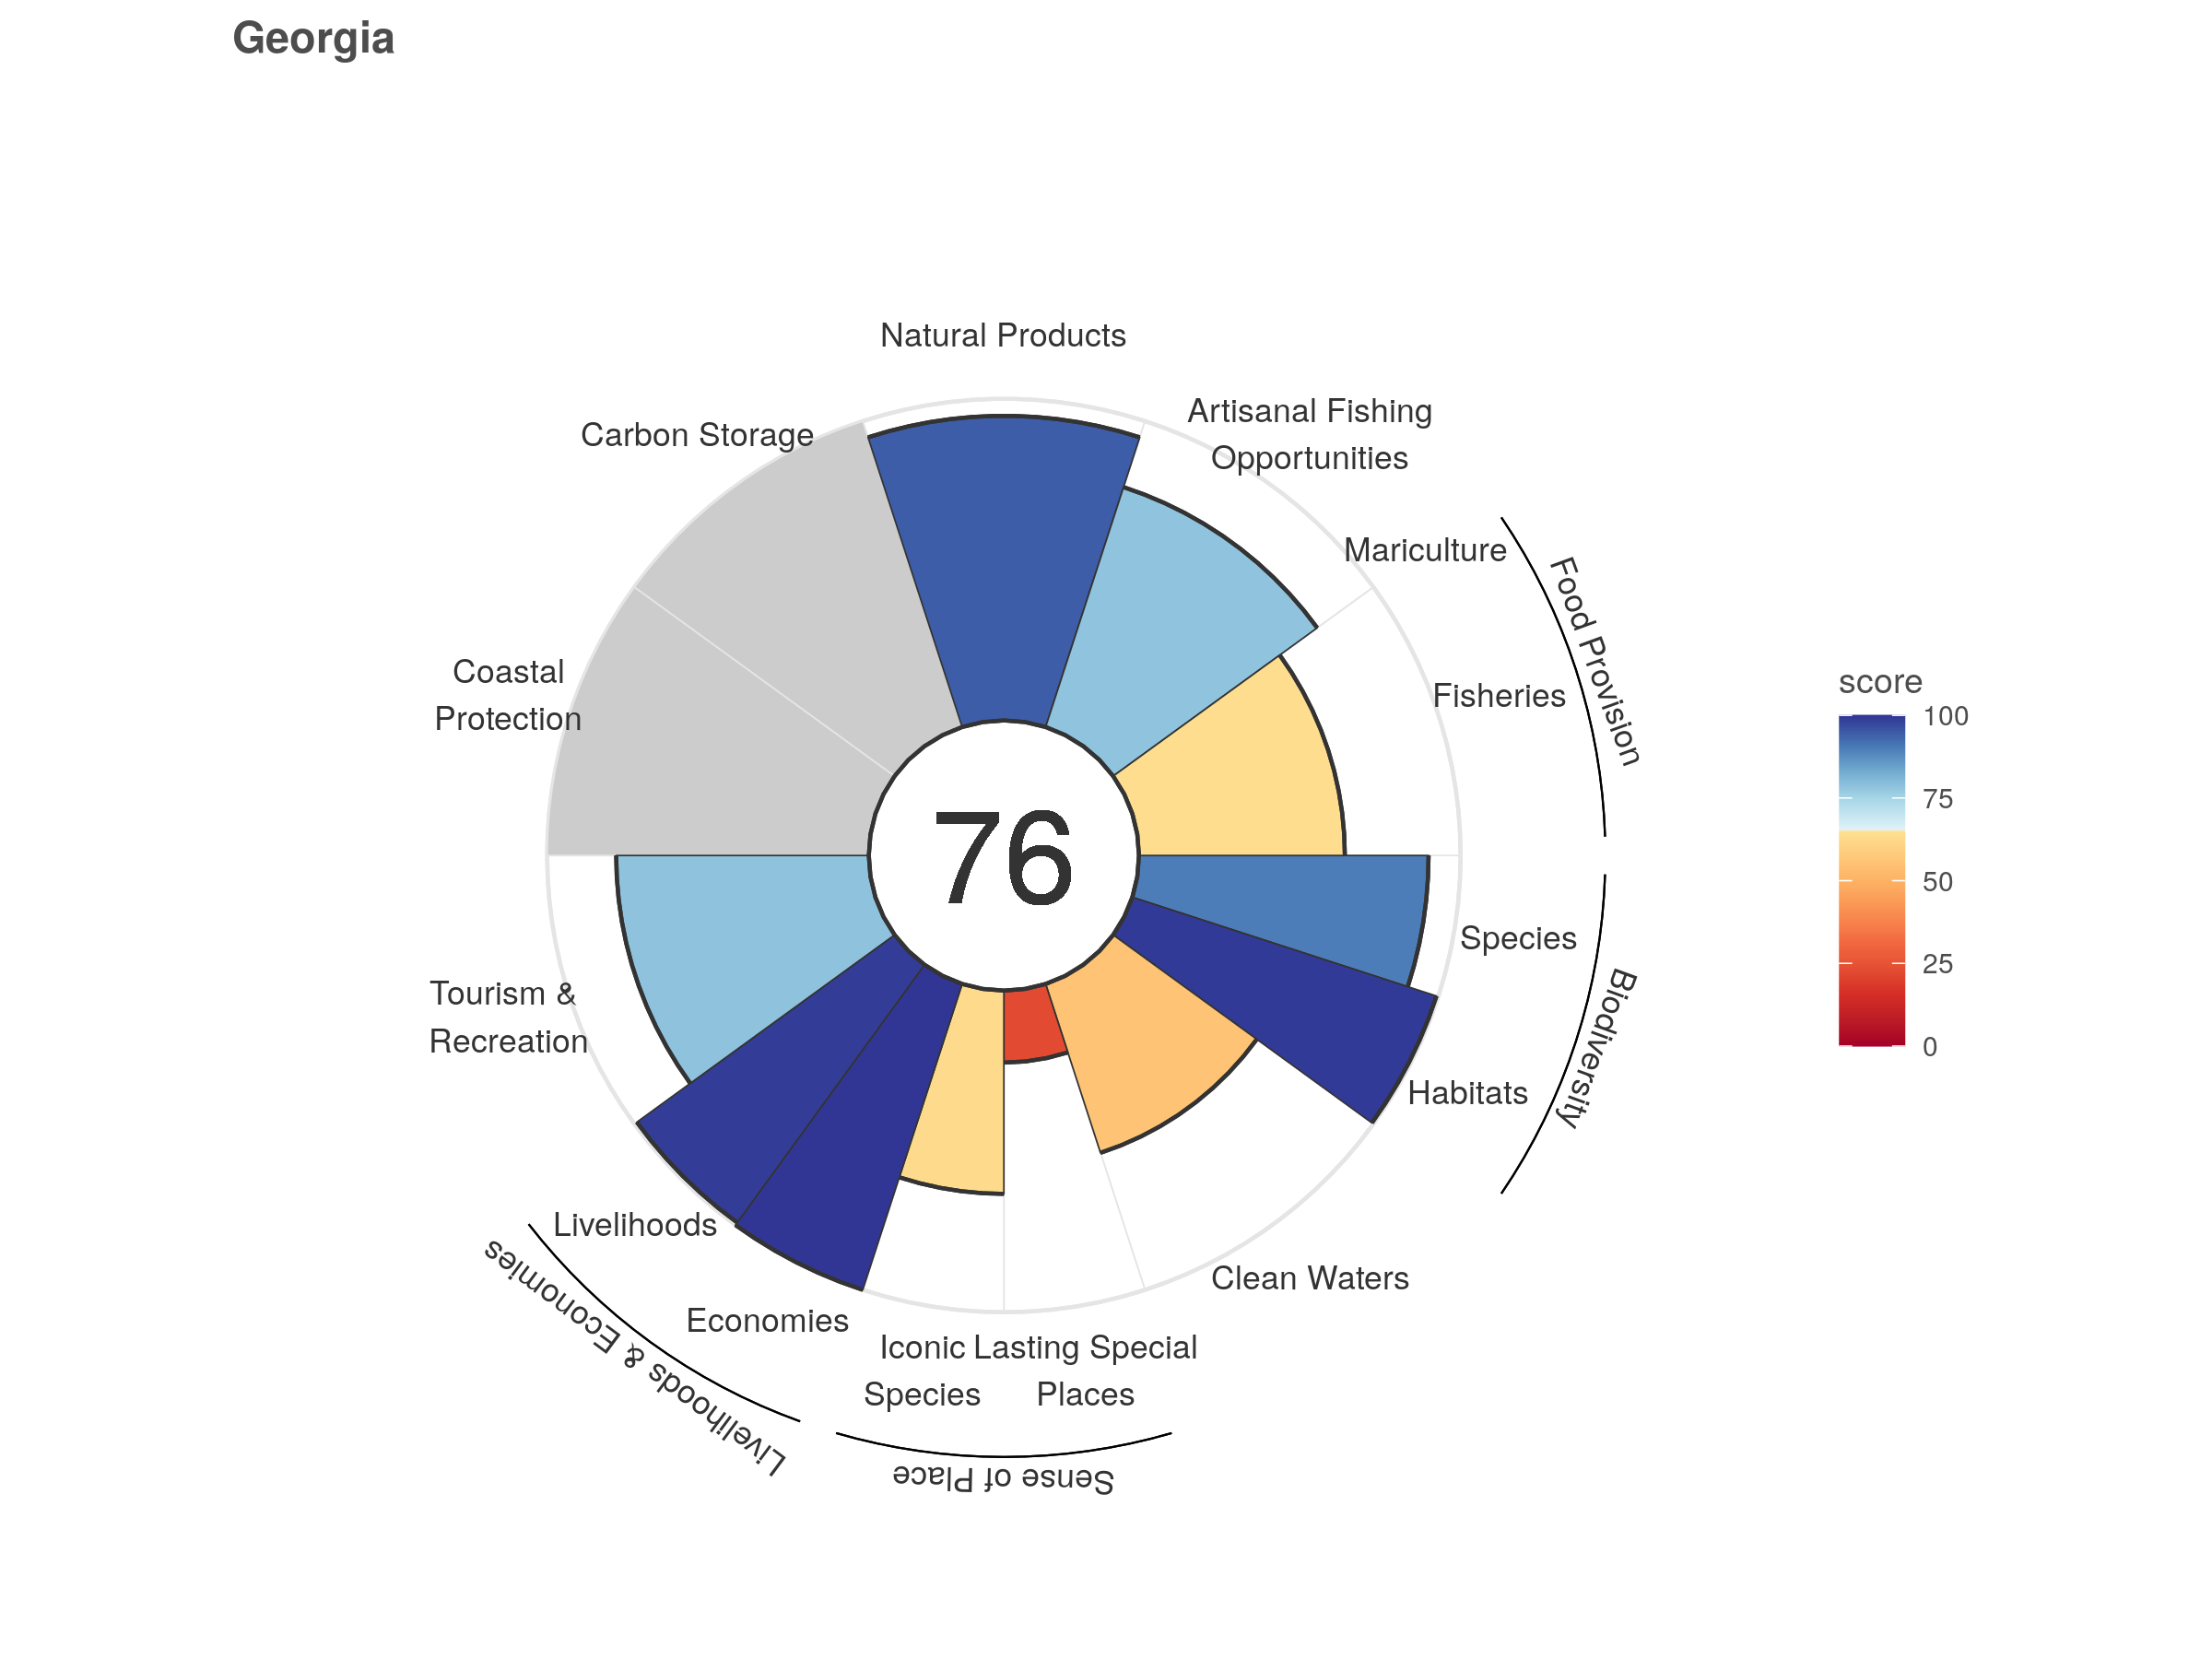 Georgia
Natural Products
Artisanal Fishing
Opportunities
Carbon Storage
Mariculture
Food Provision
Fisheries
Coastal
Protection
76
score
100
75
50
25
0
Species
Biodiversity
Habitats
Tourism &
Recreation
Livelihoods
Livelihoods & Economies
Economies
Clean Waters
Iconic
Species
Lasting Special
Places
Sense of Place